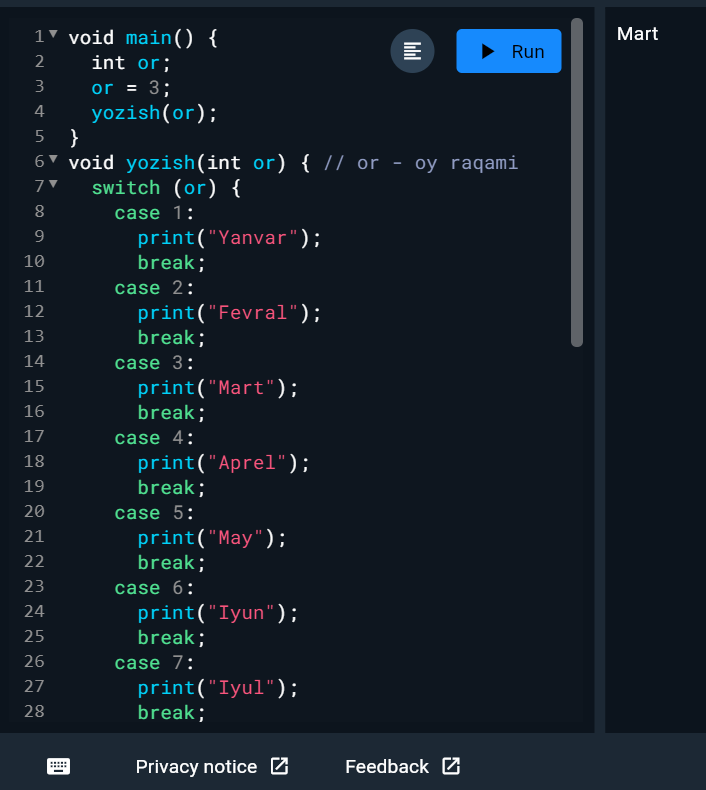 1 void main() {
2 int or;
3 or = 3;
4 yozish(or);
5 }
6 void yozish(int or) { // or - oy raqami
7 switch (or) {
8 case 1:
9 print("Yanvar");
10 break;
11 case 2:
12 print("Fevral");
13 break;
14 case 3:
15 print("Mart");
16 break;
17 case 4:
18 print("Aprel");
19 break;
20 case 5:
21 print("May");
22 break;
23 case 6:
24 print("Iyun");
25 break;
26 case 7:
27 print("Iyul");
28 break;
Run
Mart
Privacy notice
Feedback